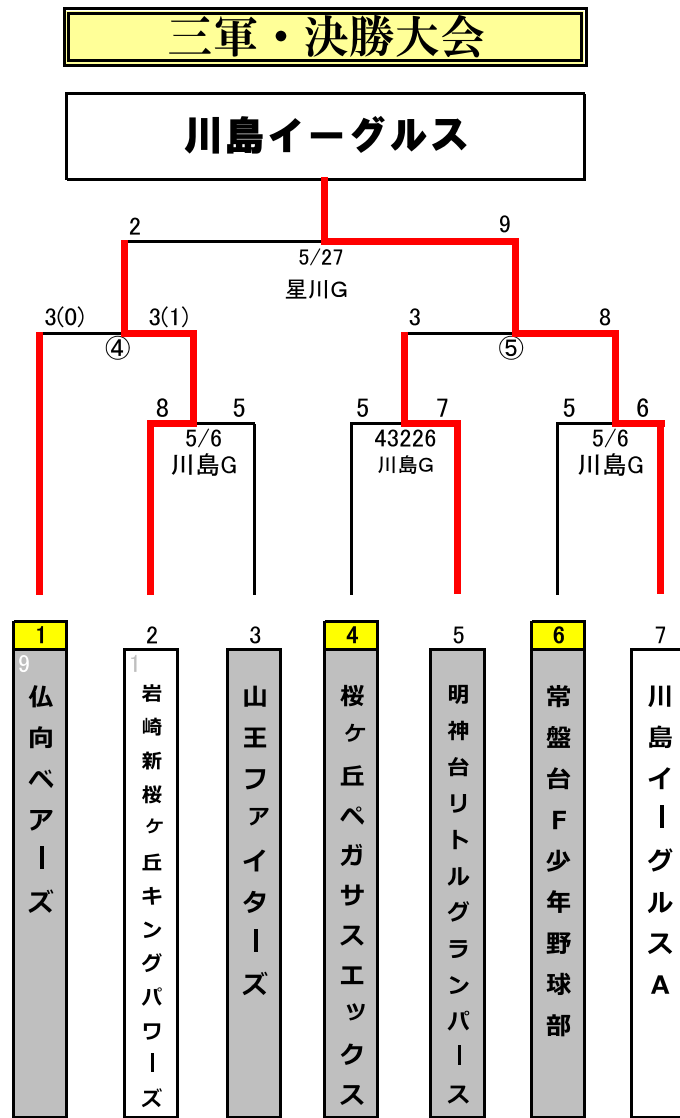 三軍・決勝大会
川島イーグルス
2 9
5/27
星川G
3(0) 3(1) 3 8
④ ⑤
8 5 5 7 5 6
5/6 43226 5/6
川島G 川島G 川島G
1 2 3 4 5 6 7
9 1
仏向ベアーズ
岩崎新桜ヶ丘キングパワーズ
山王ファイターズ
桜ヶ丘ペガサスエックス
明神台リトルグランパース
常盤台F少年野球部
川島イーグルスA